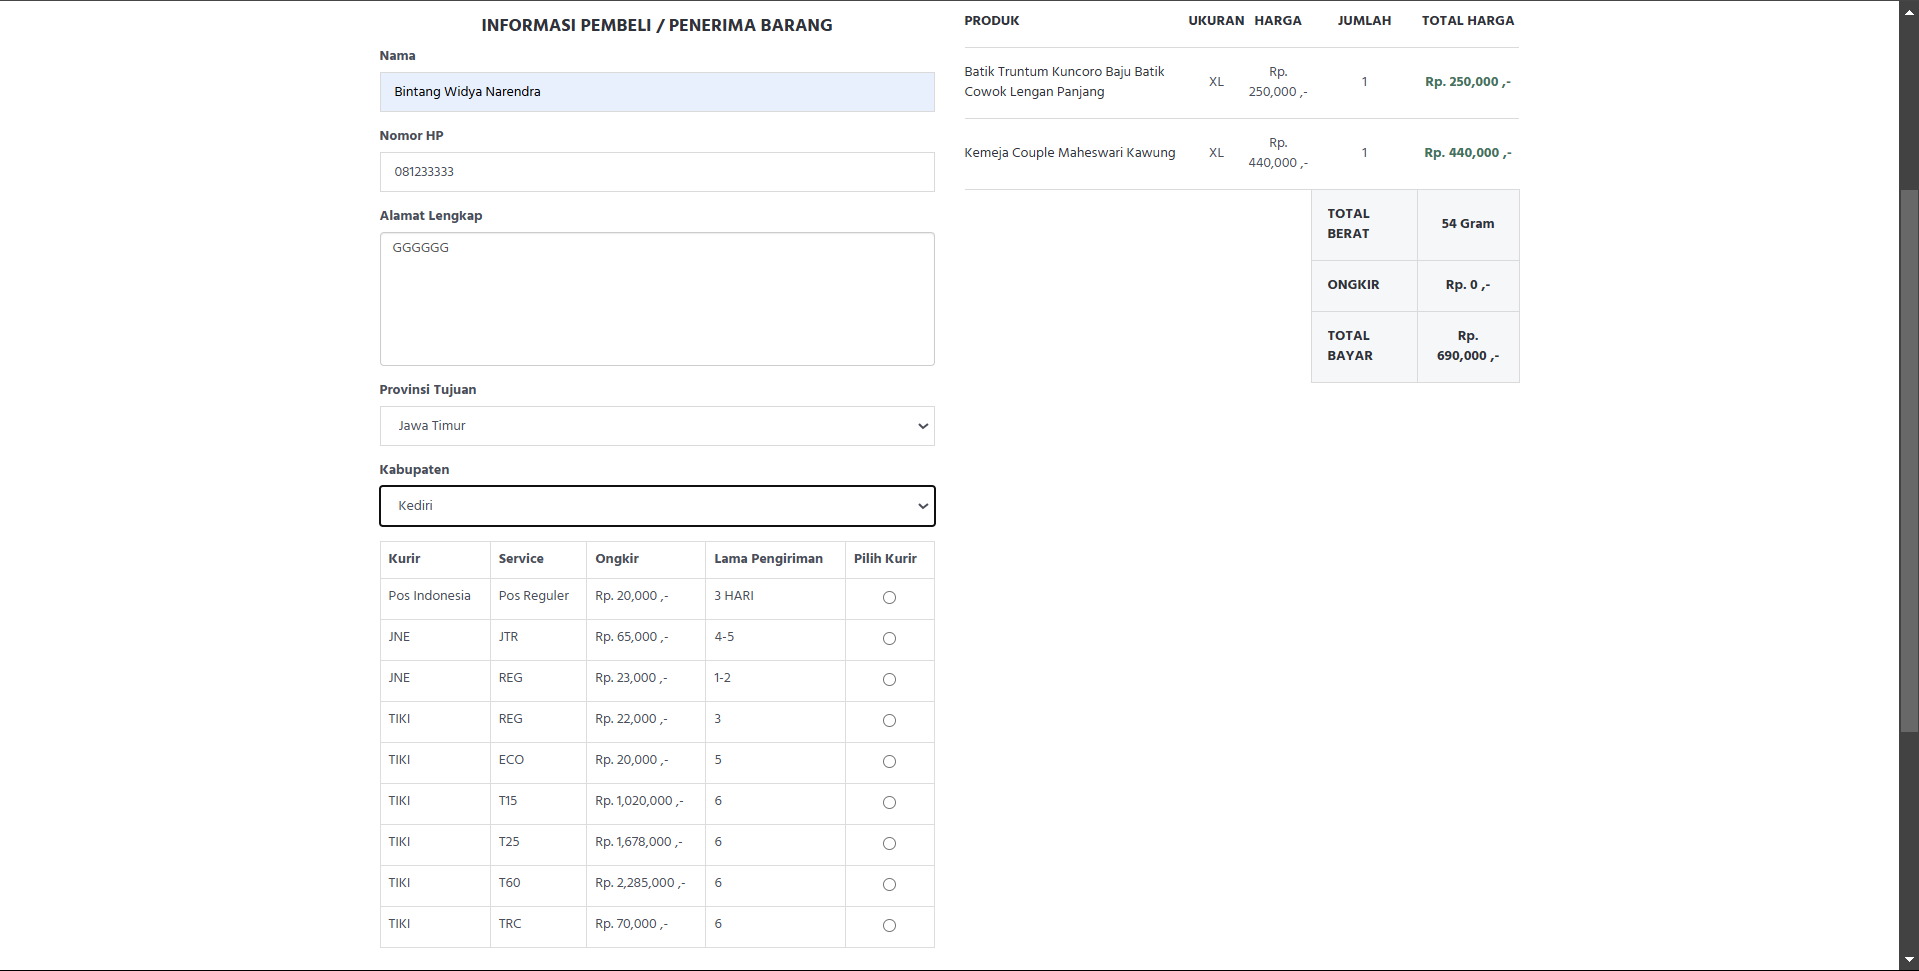 INFORMASI PEMBELI / PENERIMA BARANG
Nama
Bintang Widya Narendra
Nomor HP
081233333
Alamat Lengkap
GGGGGG
Provinsi Tujuan
Jawa Timur
Kabupaten
Kediri
Kurir Service Ongkir Lama Pengiriman Pilih Kurir
Pos Indonesia Pos Reguler Rp. 20,000 ,- 3 HARI
JNE JTR Rp. 65,000 ,- 4-5
JNE REG Rp. 23,000 ,- 1-2
TIKI REG Rp. 22,000 ,- 3
TIKI ECO Rp. 20,000 ,- 5
TIKI T15 Rp. 1,020,000 ,- 6
TIKI T25 Rp. 1,678,000 ,- 6
TIKI T60 Rp. 2,285,000 ,- 6
TIKI TRC Rp. 70,000 ,- 6
PRODUK UKURAN HARGA JUMLAH TOTAL HARGA
Batik Truntum Kuncoro Baju Batik
Cowok Lengan Panjang
XL
Rp.
250,000 ,-
1
Rp. 250,000 ,-
Kemeja Couple Maheswari Kawung
XL
Rp.
440,000 ,-
1
Rp. 440,000 ,-
TOTAL
BERAT
54 Gram
ONGKIR
Rp. 0 ,-
TOTAL
BAYAR
Rp.
690,000 ,-